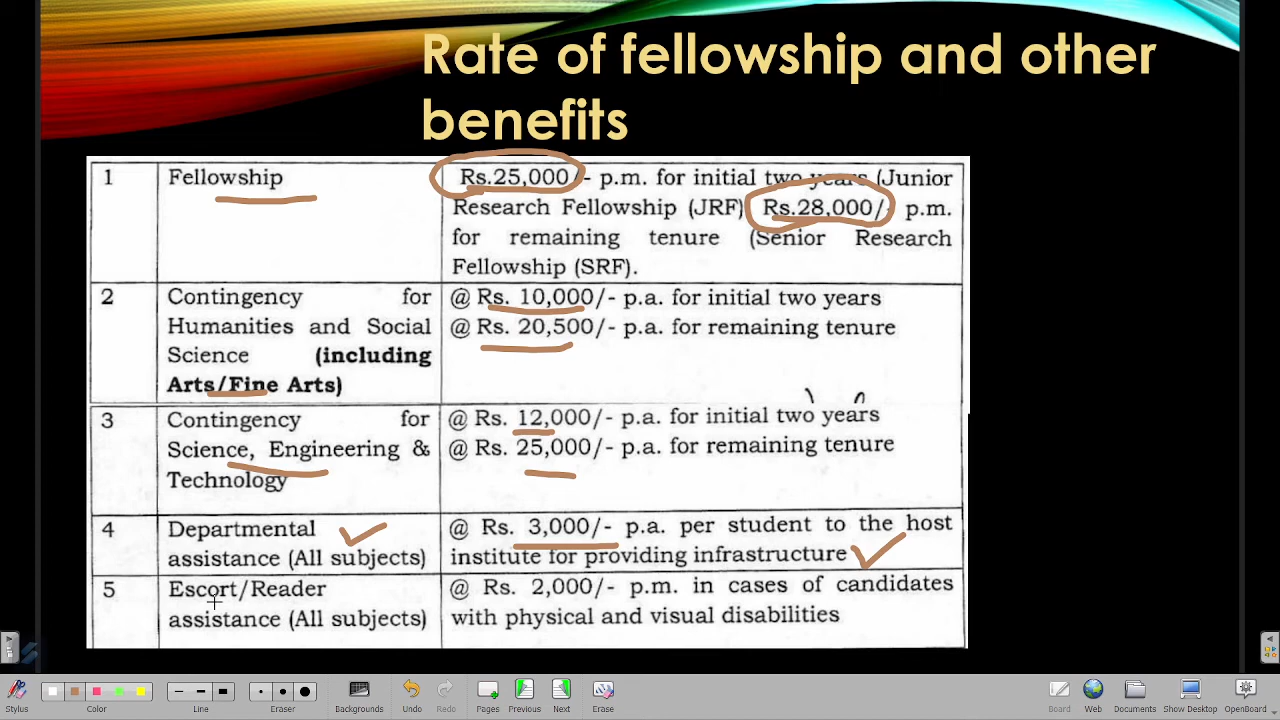 Rate of fellowship and other
benefits
1 Fellowship Rs.25,000/- p.m. for initial two years (Junior
Research Fellowship (JRF) Rs.28,000/- p.m.
for remaining tenure (Senior Research
Fellowship (SRF).
2 Contingency for @ Rs. 10,000/- p.a. for initial two years
Humanities and Social @ Rs. 20,500/- p.a. for remaining tenure
Science (including
Arts/Fine Arts)
3 Contingency for @ Rs. 12,000/- p.a. for initial two years
Science, Engineering & @ Rs. 25,000/- p.a. for remaining tenure
Technology
4 Departmental @ Rs. 3,000/- p.a. per student to the host
assistance (All subjects) institute for providing infrastructure
5 Escort/Reader @ Rs. 2,000/- p.m. in cases of candidates
assistance (All subjects) with physical and visual disabilities
Stylus Color Line Eraser Backgrounds Undo Redo Pages Previous Next Erase Board Web Documents Show Desktop OpenBoard